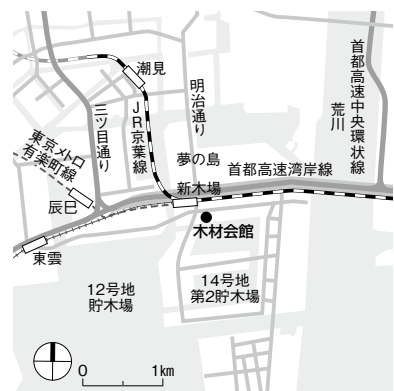 潮見
三ツ目通り
JR京葉線
明治通り
首都高速中央環状線
荒川
東京メトロ
有楽町線
夢の島
首都高速湾岸線
新木場
辰巳
木材会館
東雲
12号地
貯木場
14号地
第2貯木場
0 1km